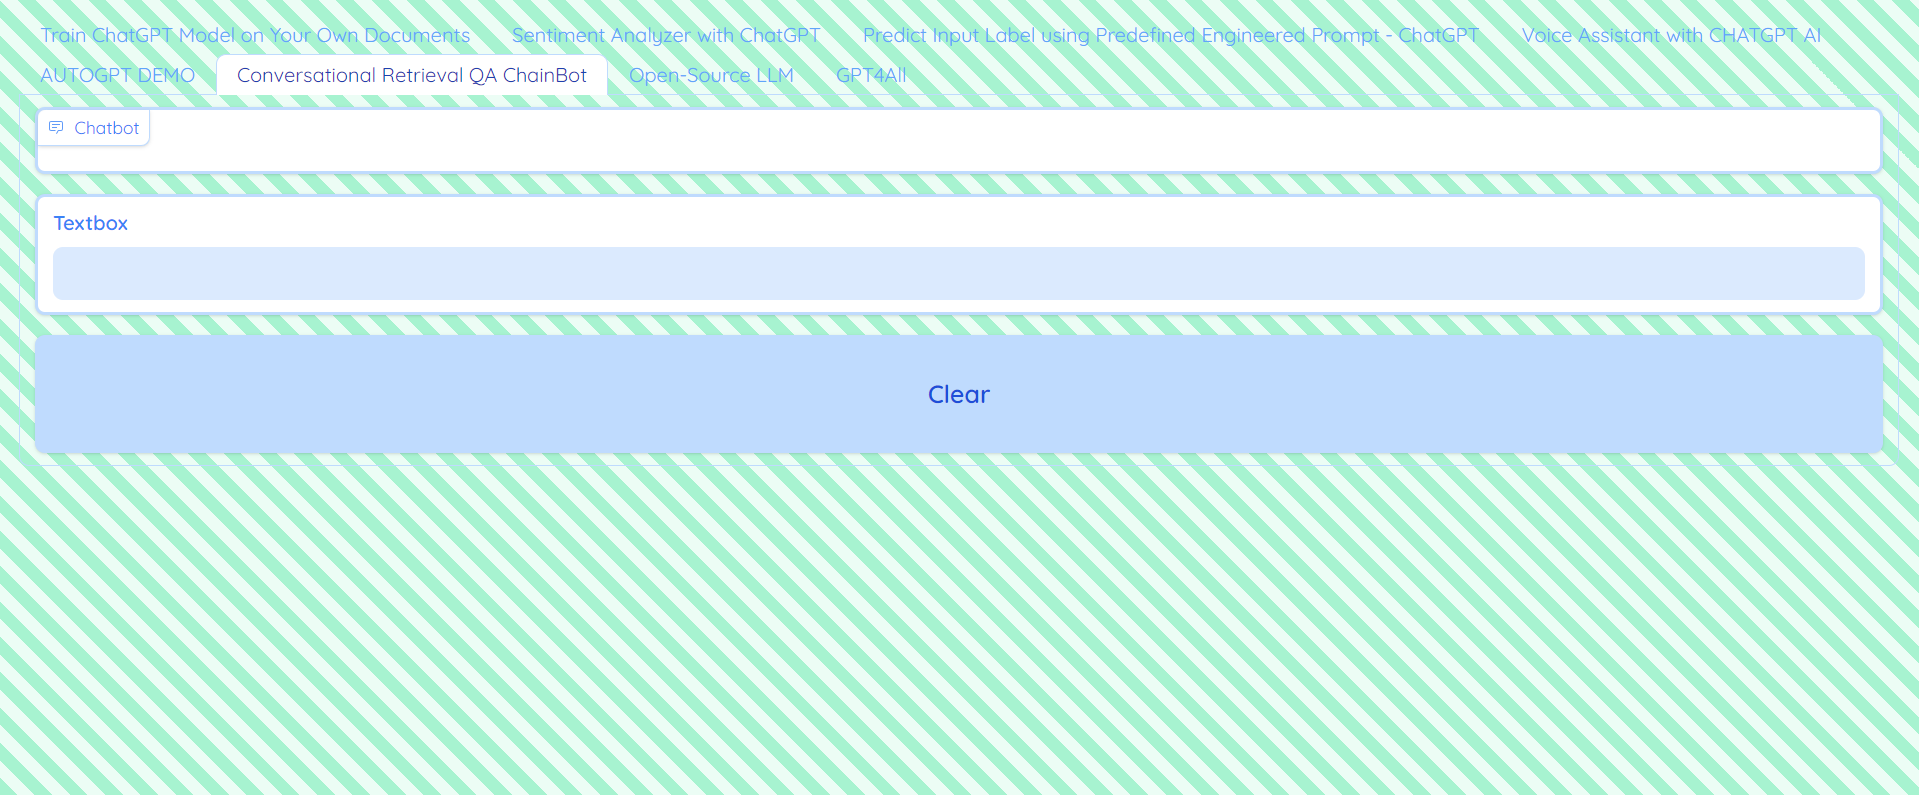 Train ChatGPT Model on Your Own Documents Sentiment Analyzer with ChatGPT Predict Input Label using Predefined Engineered Prompt - ChatGPT Voice Assistant with CHATGPT AI
AUTOGPT DEMO Conversational Retrieval QA ChainBot Open-Source LLM GPT4All
Chatbot
Textbox
Clear